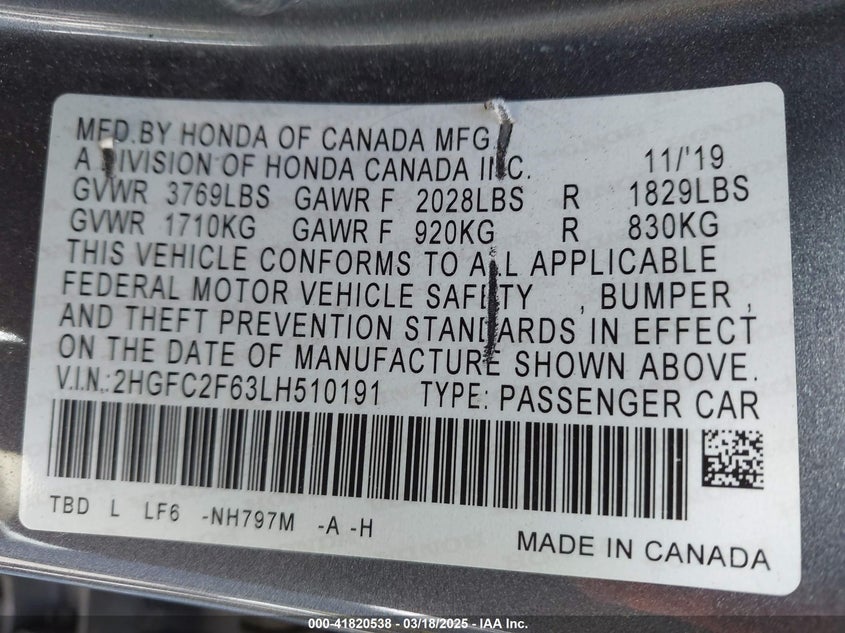 MFD.BY HONDA OF CANADA MFG.
A DIVISION OF HONDA CANADA INC. 11/'19
GVWR 3769LBS GAWR F 2028LBS R 1829LBS
GVWR 1710KG GAWR F 920KG R 830KG
THIS VEHICLE CONFORMS TO ALL APPLICABLE
FEDERAL MOTOR VEHICLE SAFETY , BUMPER ,
AND THEFT PREVENTION STANDARDS IN EFFECT
ON THE DATE OF MANUFACTURE SHOWN ABOVE.
V.I.N.:2HGFC2F63LH510191 TYPE: PASSENGER CAR
TBD L LF6 -NH797M -A -H
MADE IN CANADA
000-41820538 - 03/18/2025 - IAA Inc.